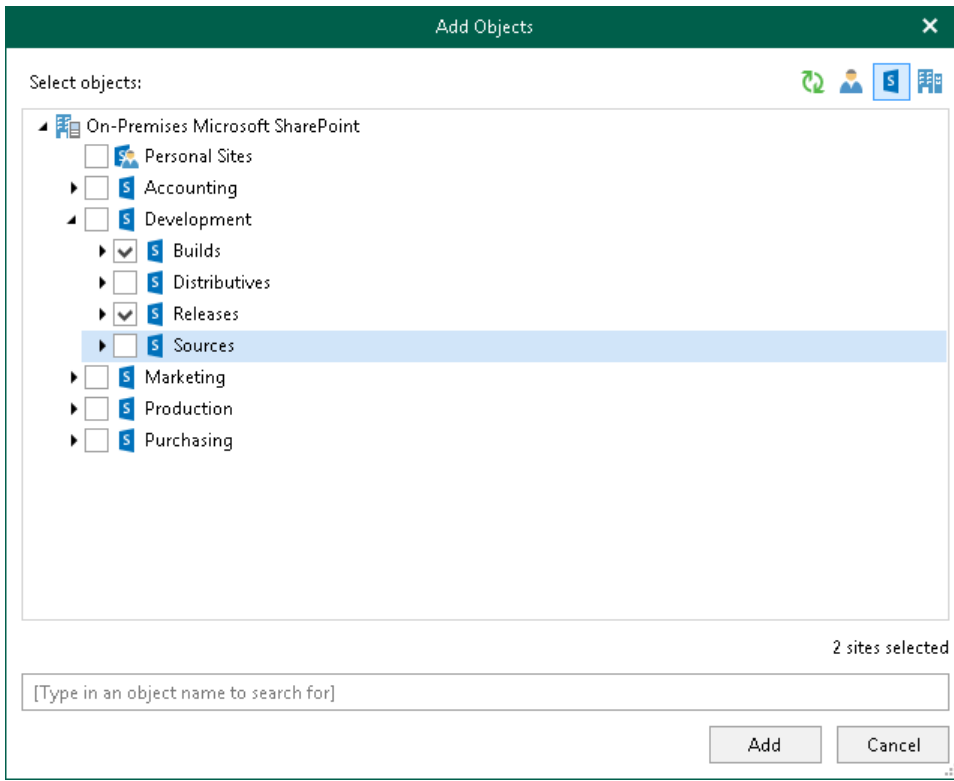 Add Objects
Select objects:
On-Premises Microsoft SharePoint
Personal Sites
Accounting
Development
Builds
Distributives
Releases
Sources
Marketing
Production
Purchasing
2 sites selected
[Type in an object name to search for]
Add
Cancel